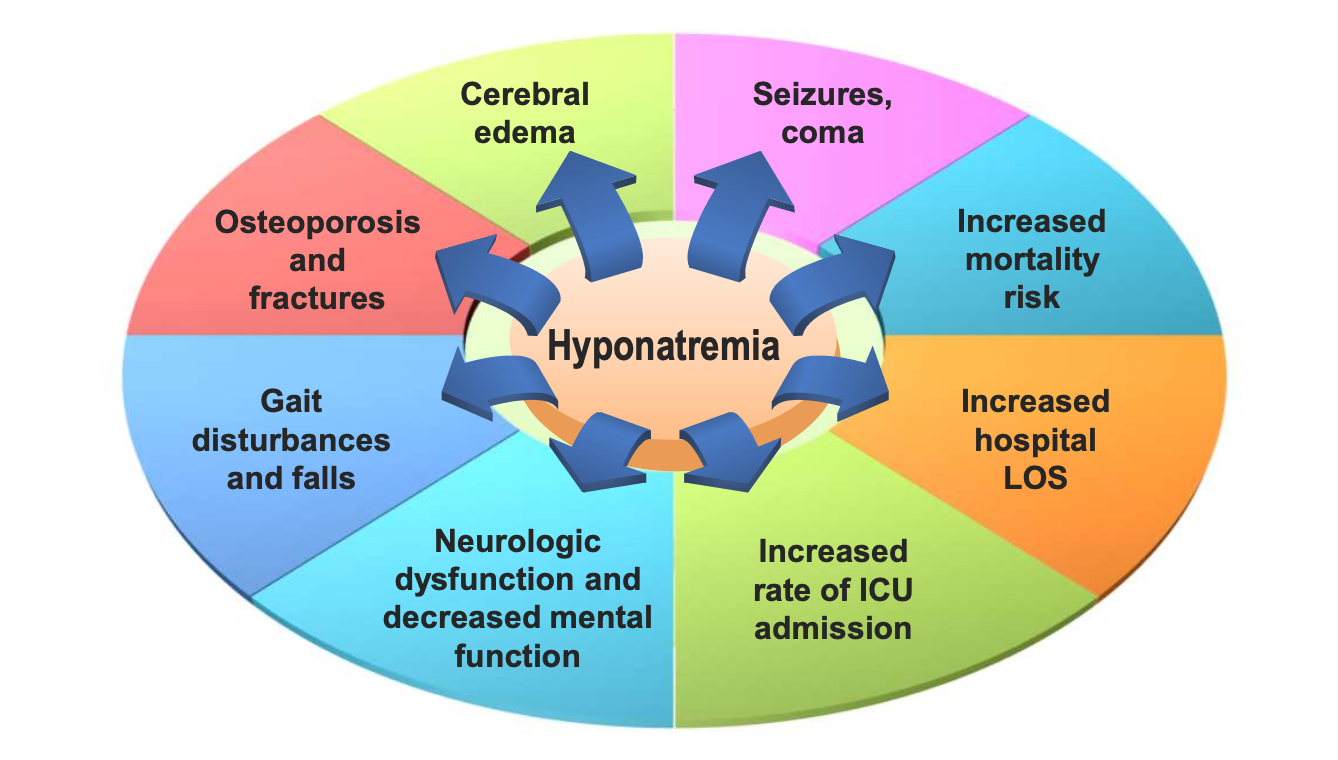 Cerebral
edema
Seizures,
coma
Osteoporosis
and
fractures
Increased
mortality
risk
Hyponatremia
Gait
disturbances
and falls
Increased
hospital
LOS
Neurologic
dysfunction and
decreased mental
function
Increased
rate of ICU
admission